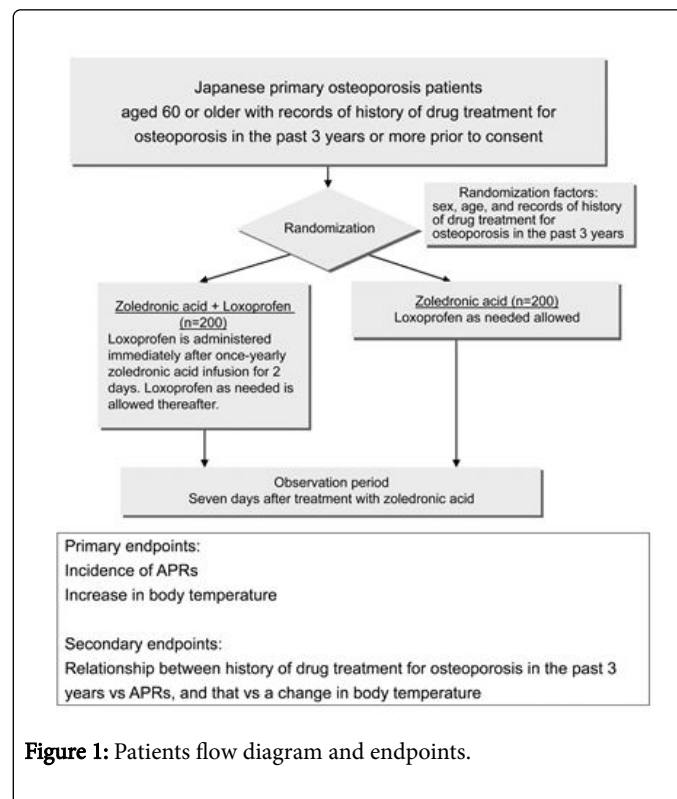 Japanese primary osteoporosis patients
aged 60 or older with records of history of drug treatment for
osteoporosis in the past 3 years or more prior to consent
Randomization
Randomization factors:
sex, age, and records of history
of drug treatment for
osteoporosis in the past 3 years
Zoledronic acid + Loxoprofen
(n=200)
Loxoprofen is administered
immediately after once-yearly
zoledronic acid infusion for 2
days. Loxoprofen as needed is
allowed thereafter.
Zoledronic acid (n=200)
Loxoprofen as needed allowed
Observation period
Seven days after treatment with zoledronic acid
Primary endpoints:
Incidence of APRs
Increase in body temperature
Secondary endpoints:
Relationship between history of drug treatment for osteoporosis in the past 3
years vs APRs, and that vs a change in body temperature
Figure 1: Patients flow diagram and endpoints.